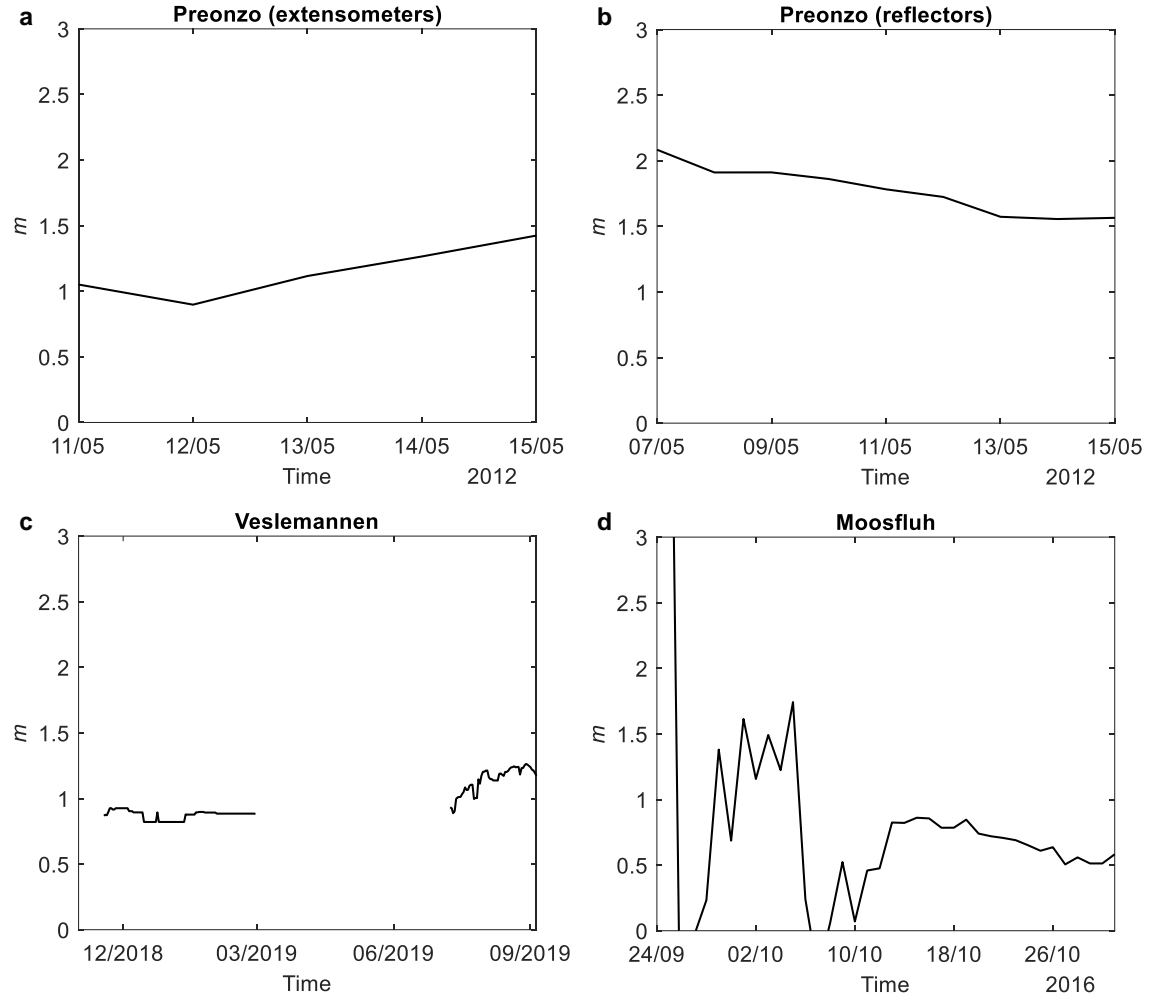 a Preonzo (extensometers)
3
2.5
2
1.5
1
0.5
0
m
11/05 12/05 13/05 14/05 15/05
Time 2012
b Preonzo (reflectors)
3
2.5
2
1.5
1
0.5
0
m
07/05 09/05 11/05 13/05 15/05
Time 2012
c Veslemannen
3
2.5
2
1.5
1
0.5
0
m
12/2018 03/2019 06/2019 09/2019
Time
d Moosfluh
3
2.5
2
1.5
1
0.5
0
m
24/09 02/10 10/10 18/10 26/10
Time 2016